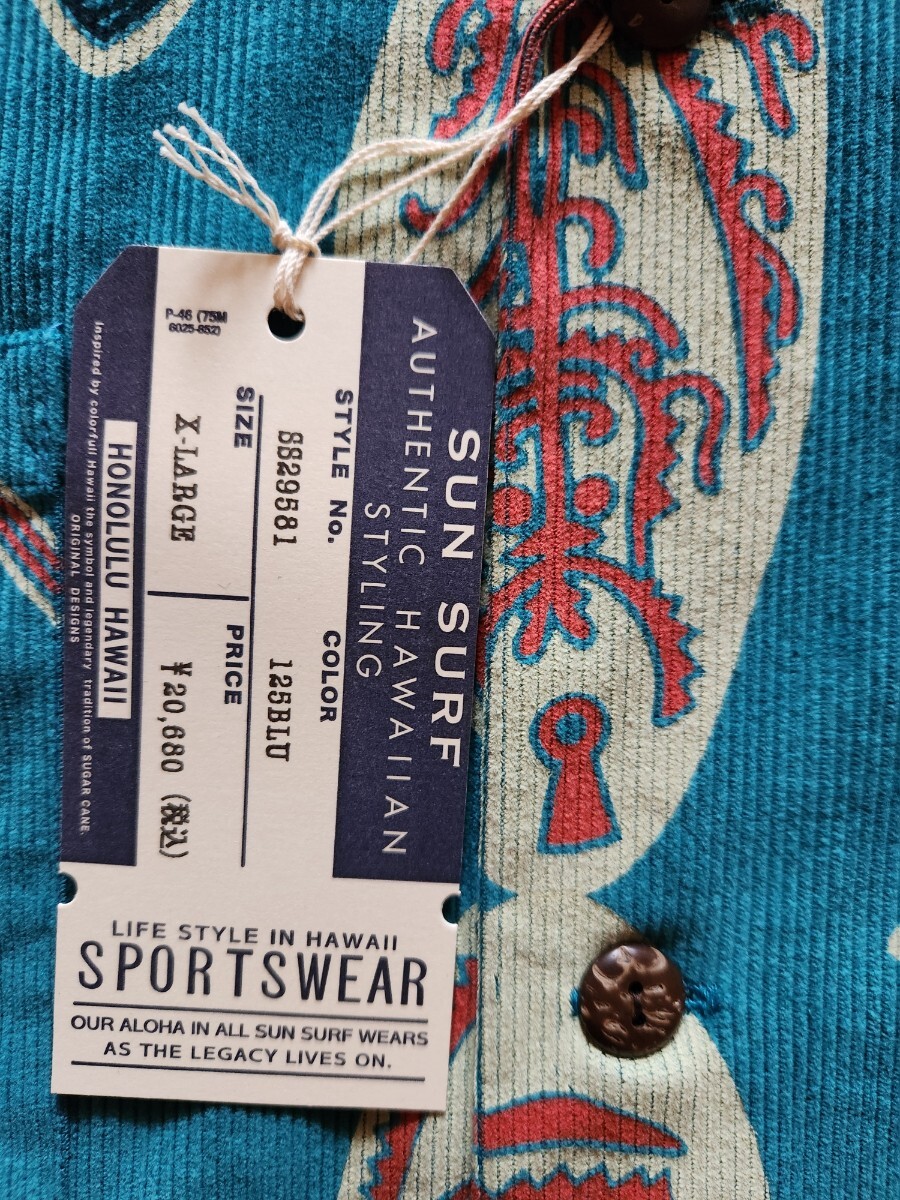 SUN SURF
AUTHENTIC HAWAIIAN
STYLING
STYLE No.
COLOR
SS29581
125BLU
SIZE
PRICE
X-LARGE
¥20,680 (税込)
P-46 (75M
6025-852)
HONOLULU HAWAII
Inspired by colorfull Hawaii the symbol and legendary tradition of SUGAR CANE.
ORIGINAL DESIGNS
LIFE STYLE IN HAWAII
SPORTSWEAR
OUR ALOHA IN ALL SUN SURF WEARS
AS THE LEGACY LIVES ON.